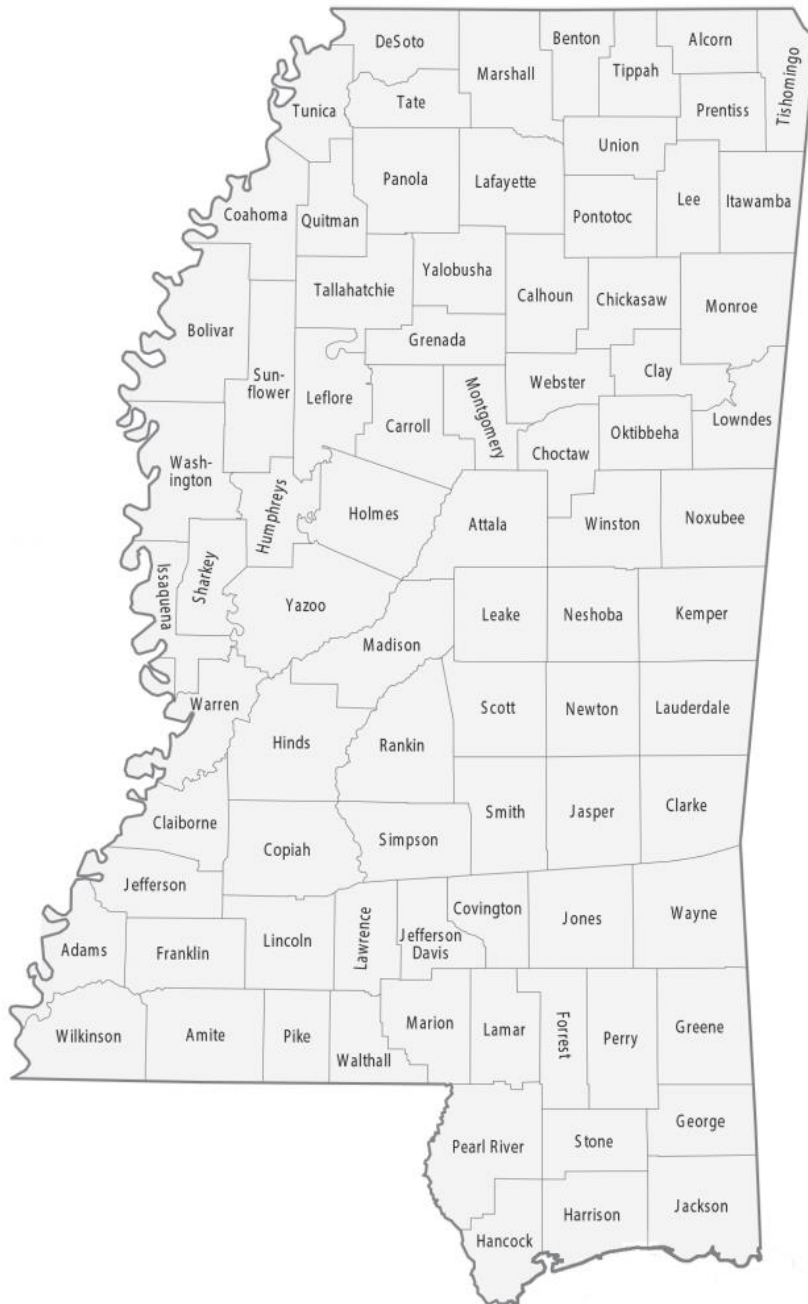 DeSoto
Benton
Alcorn
Marshall
Tippah
Tishomingo
Tate
Tunica
Prentiss
Union
Panola
Lafayette
Coahoma
Quitman
Pontotoc
Lee
Itawamba
Tallahatchie
Yalobusha
Calhoun
Chickasaw
Monroe
Bolivar
Grenada
Sun-
flower
Leflore
Webster
Clay
Carroll
Montgomery
Lowndes
Oktibbeha
Choctaw
Wash-
ington
Humphreys
Holmes
Attala
Winston
Noxubee
Issaquena
Sharkey
Yazoo
Leake
Neshoba
Kemper
Madison
Warren
Scott
Newton
Lauderdale
Hinds
Rankin
Claiborne
Smith
Jasper
Clarke
Copiah
Simpson
Jefferson
Covington
Jones
Wayne
Adams
Franklin
Lincoln
Lawrence
Jefferson
Davis
Wilkinson
Amite
Pike
Walthall
Marion
Lamar
Forrest
Perry
Greene
Pearl River
Stone
George
Hancock
Harrison
Jackson